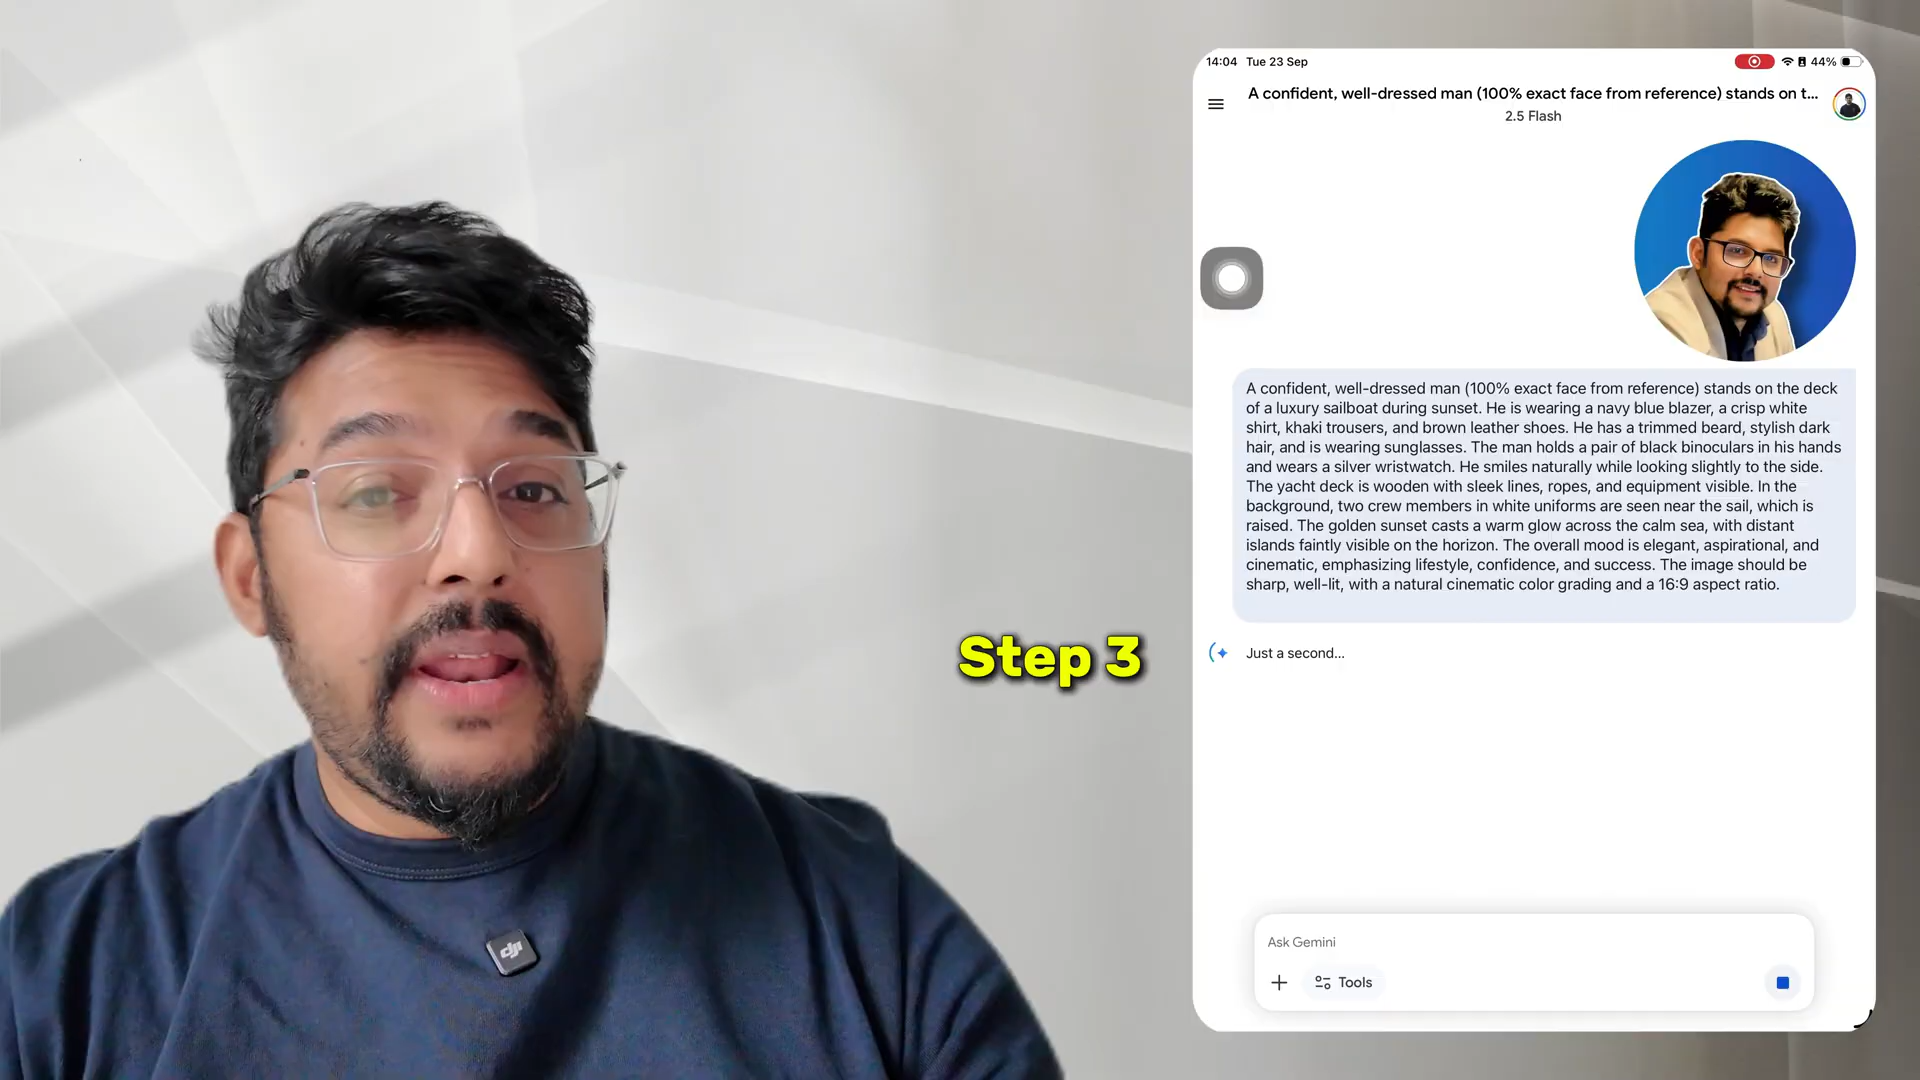 14:04 Tue 23 Sep
44%
A confident, well-dressed man (100% exact face from reference) stands on t...
2.5 Flash
A confident, well-dressed man (100% exact face from reference) stands on the deck
of a luxury sailboat during sunset. He is wearing a navy blue blazer, a crisp white
shirt, khaki trousers, and brown leather shoes. He has a trimmed beard, stylish dark
hair, and is wearing sunglasses. The man holds a pair of black binoculars in his hands
and wears a silver wristwatch. He smiles naturally while looking slightly to the side.
The yacht deck is wooden with sleek lines, ropes, and equipment visible. In the
background, two crew members in white uniforms are seen near the sail, which is
raised. The golden sunset casts a warm glow across the calm sea, with distant
islands faintly visible on the horizon. The overall mood is elegant, aspirational, and
cinematic, emphasizing lifestyle, confidence, and success. The image should be
sharp, well-lit, with a natural cinematic color grading and a 16:9 aspect ratio.
Just a second...
Step 3
Ask Gemini
Tools
dji